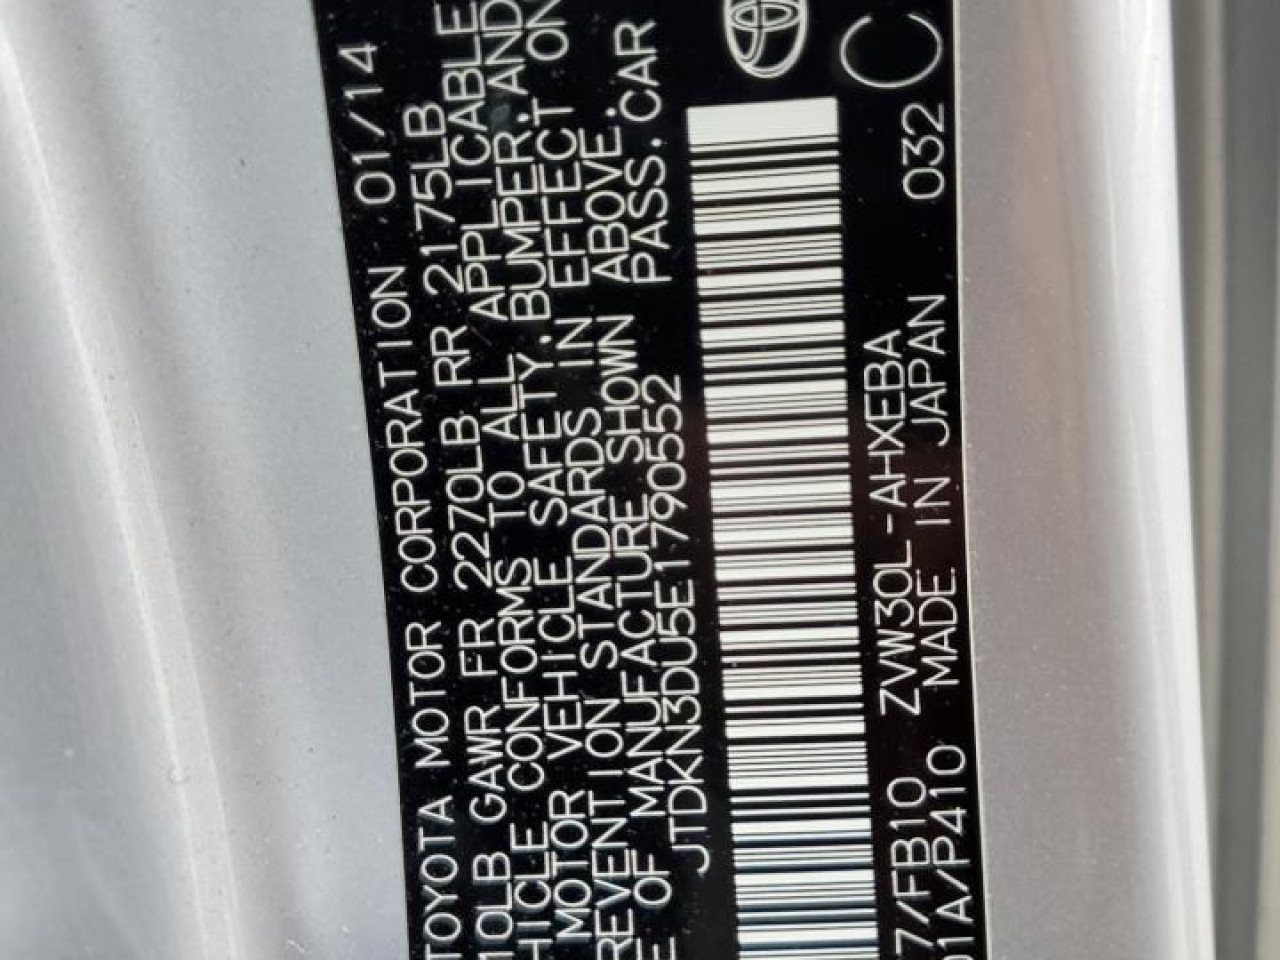 TOYOTA MOTOR CORPORATION 01/14
10LB GAWR FR 2270LB RR 2175LB
HICLE CONFORMS TO ALL APPLICABLE
MOTOR VEHICLE SAFETY, BUMPER, AND
REVENTION STANDARDS IN EFFECT ON
E OF MANUFACTURE SHOWN ABOVE.
JTDKN3DU5E1790552 PASS.CAR
7/FB10 ZVW30L-AHXEBA 032 C
01A/P410 MADE IN JAPAN